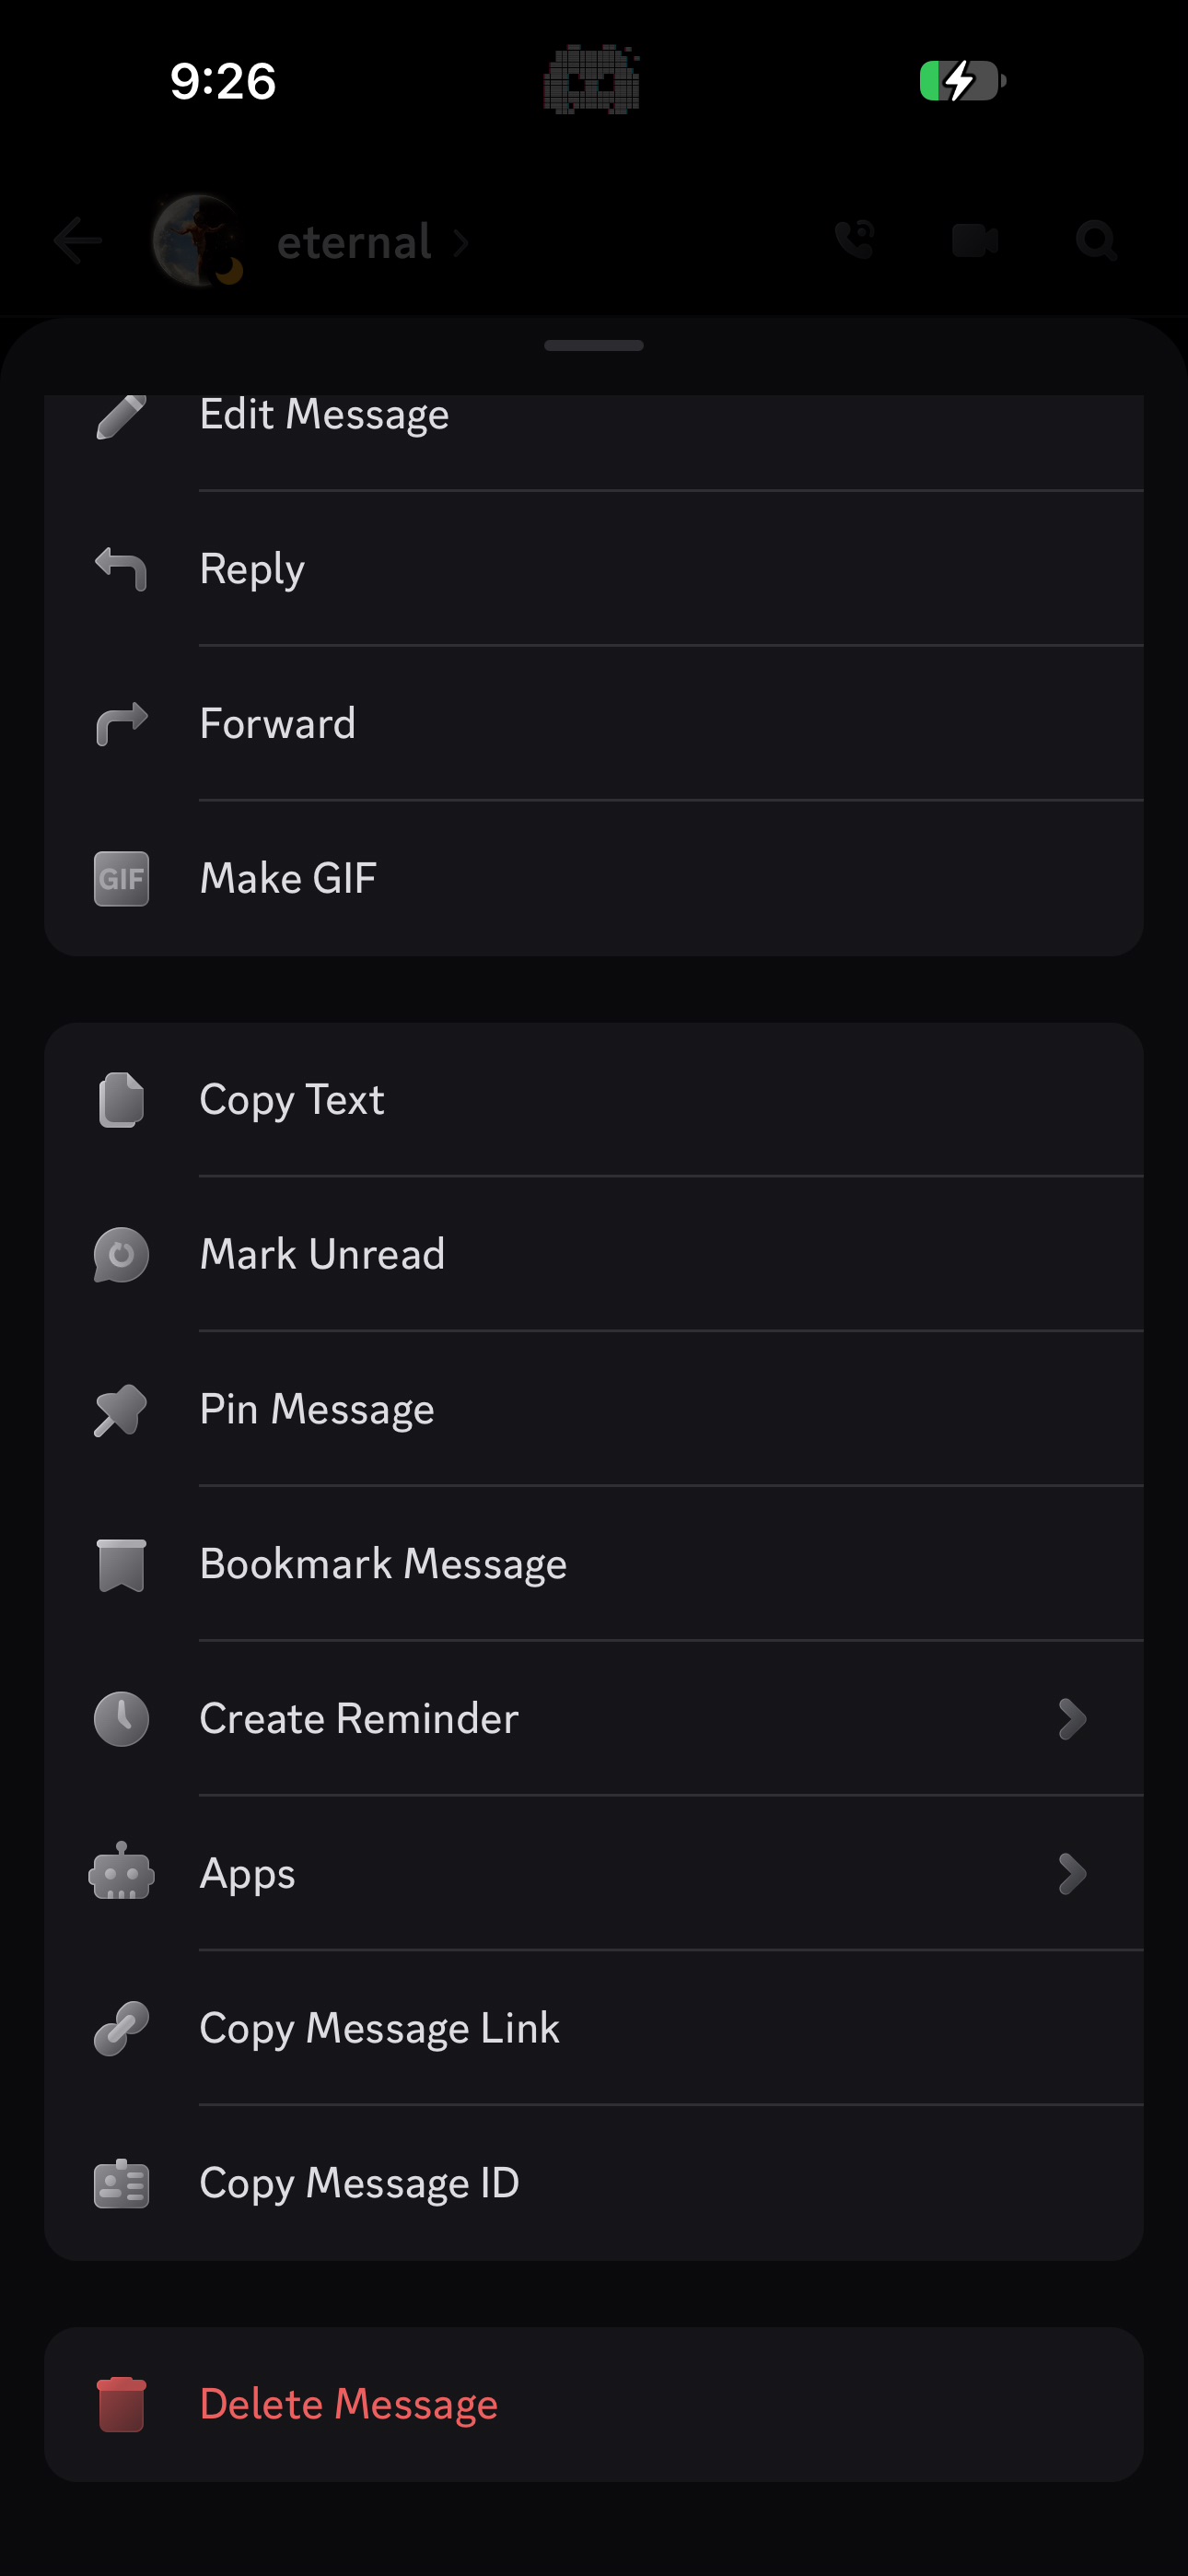 9:26
eternal
Edit Message
Reply
Forward
GIF Make GIF
Copy Text
Mark Unread
Pin Message
Bookmark Message
Create Reminder
Apps
Copy Message Link
Copy Message ID
Delete Message